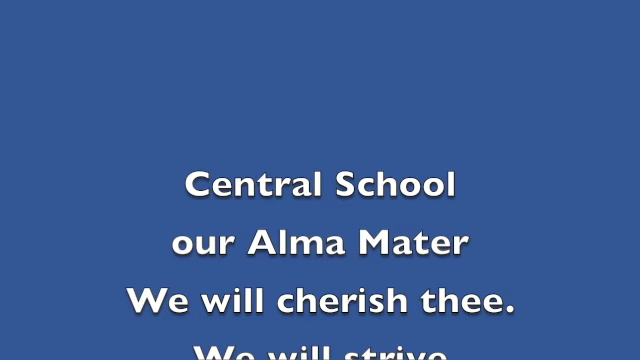 Central School
our Alma Mater
We will cherish thee.
We will strive